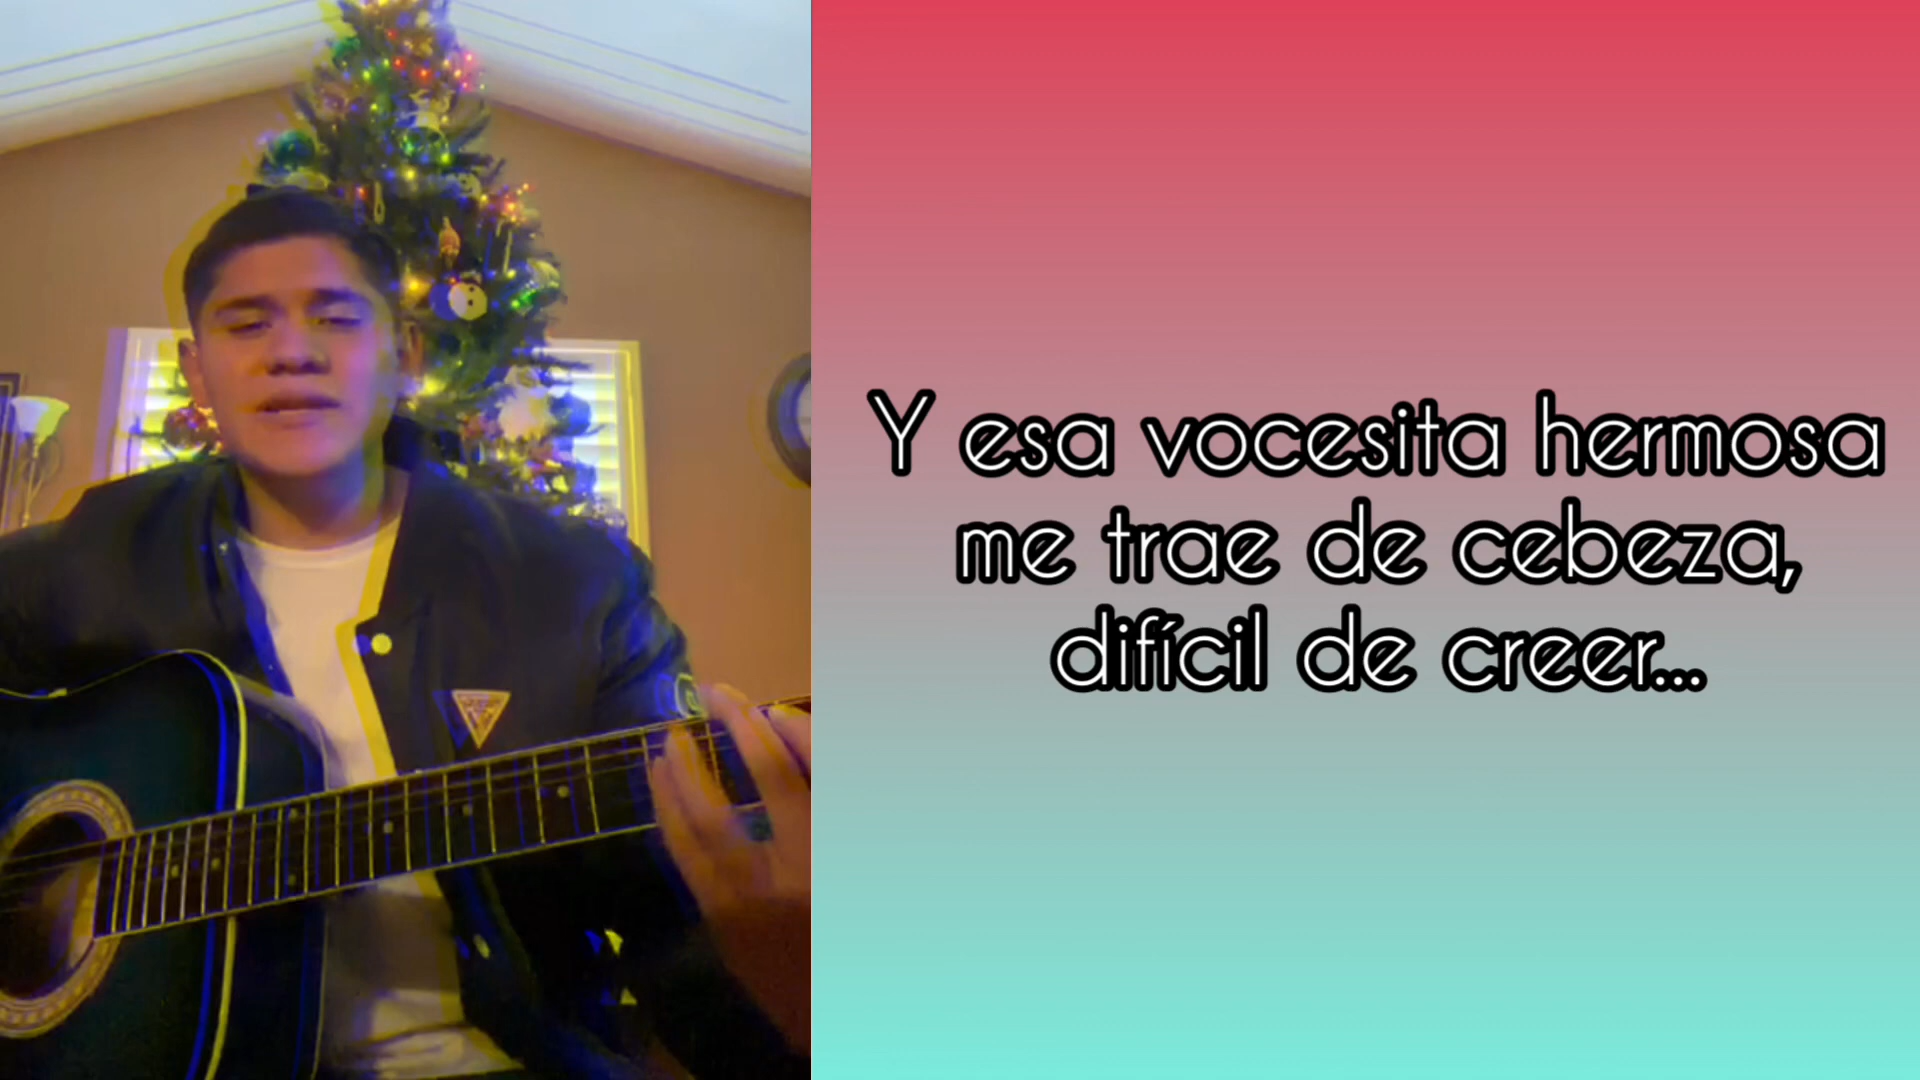 Y esa vocesita hermosa
me trae de cebeza,
difícil de creer...